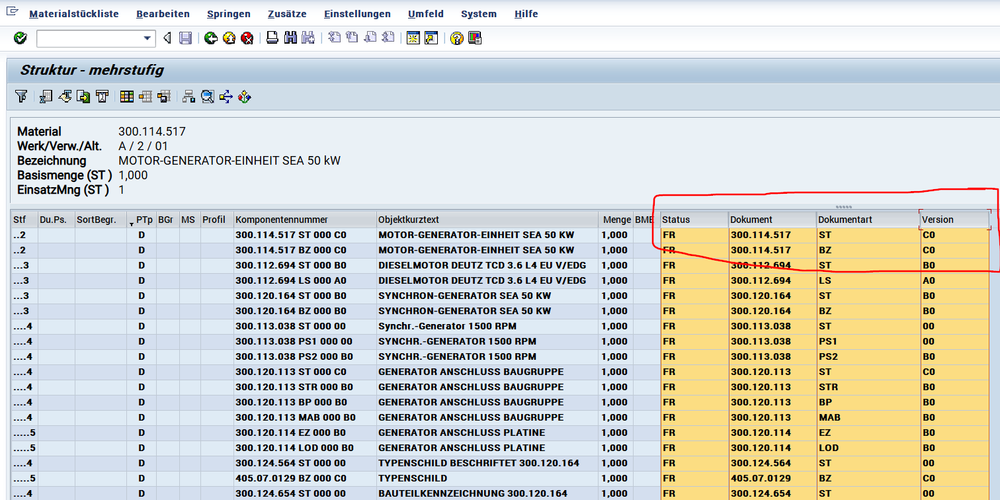 Materialstückliste Bearbeiten Springen Zusätze Einstellungen Umfeld System Hilfe
Struktur - mehrstufig
Material 300.114.517
Werk/Verw./Alt. A / 2 / 01
Bezeichnung MOTOR-GENERATOR-EINHEIT SEA 50 kW
Basismenge (ST ) 1,000
EinsatzMng (ST ) 1
Stf Du.Ps. SortBegr. PTp BGr MS Profil Komponentennummer Objektkurztext Menge BME Status Dokument Dokumentart Version
..2 D 300.114.517 ST 000 C0 MOTOR-GENERATOR-EINHEIT SEA 50 KW 1,000 FR 300.114.517 ST C0
..2 D 300.114.517 BZ 000 C0 MOTOR-GENERATOR-EINHEIT SEA 50 KW 1,000 FR 300.114.517 BZ C0
...3 D 300.112.694 ST 000 B0 DIESELMOTOR DEUTZ TCD 3.6 L4 EU V/EDG 1,000 FR 300.112.694 ST B0
...3 D 300.112.694 LS 000 A0 DIESELMOTOR DEUTZ TCD 3.6 L4 EU V/EDG 1,000 FR 300.112.694 LS A0
...3 D 300.120.164 ST 000 B0 SYNCHRON-GENERATOR SEA 50 KW 1,000 FR 300.120.164 ST B0
...3 D 300.120.164 BZ 000 B0 SYNCHRON-GENERATOR SEA 50 KW 1,000 FR 300.120.164 BZ B0
....4 D 300.113.038 ST 000 00 Synchr.-Generator 1500 RPM 1,000 FR 300.113.038 ST 00
....4 D 300.113.038 PS1 000 00 SYNCHR.-GENERATOR 1500 RPM 1,000 FR 300.113.038 PS1 00
....4 D 300.113.038 PS2 000 B0 SYNCHR.-GENERATOR 1500 RPM 1,000 FR 300.113.038 PS2 B0
....4 D 300.120.113 ST 000 C0 GENERATOR ANSCHLUSS BAUGRUPPE 1,000 FR 300.120.113 ST C0
....4 D 300.120.113 STR 000 B0 GENERATOR ANSCHLUSS BAUGRUPPE 1,000 FR 300.120.113 STR B0
....4 D 300.120.113 BP 000 B0 GENERATOR ANSCHLUSS BAUGRUPPE 1,000 FR 300.120.113 BP B0
....4 D 300.120.113 MAB 000 B0 GENERATOR ANSCHLUSS BAUGRUPPE 1,000 FR 300.120.113 MAB B0
.....5 D 300.120.114 EZ 000 B0 GENERATOR ANSCHLUSS PLATINE 1,000 FR 300.120.114 EZ B0
.....5 D 300.120.114 LOD 000 B0 GENERATOR ANSCHLUSS PLATINE 1,000 FR 300.120.114 LOD B0
....4 D 300.124.564 ST 000 00 TYPENSCHILD BESCHRIFTET 300.120.164 1,000 FR 300.124.564 ST 00
.....5 D 405.07.0129 BZ 000 C0 TYPENSCHILD 1,000 FR 405.07.0129 BZ C0
....4 D 300.124.654 ST 000 00 BAUTEILKENNZEICHNUNG 300.120.164 1,000 FR 300.124.654 ST 00